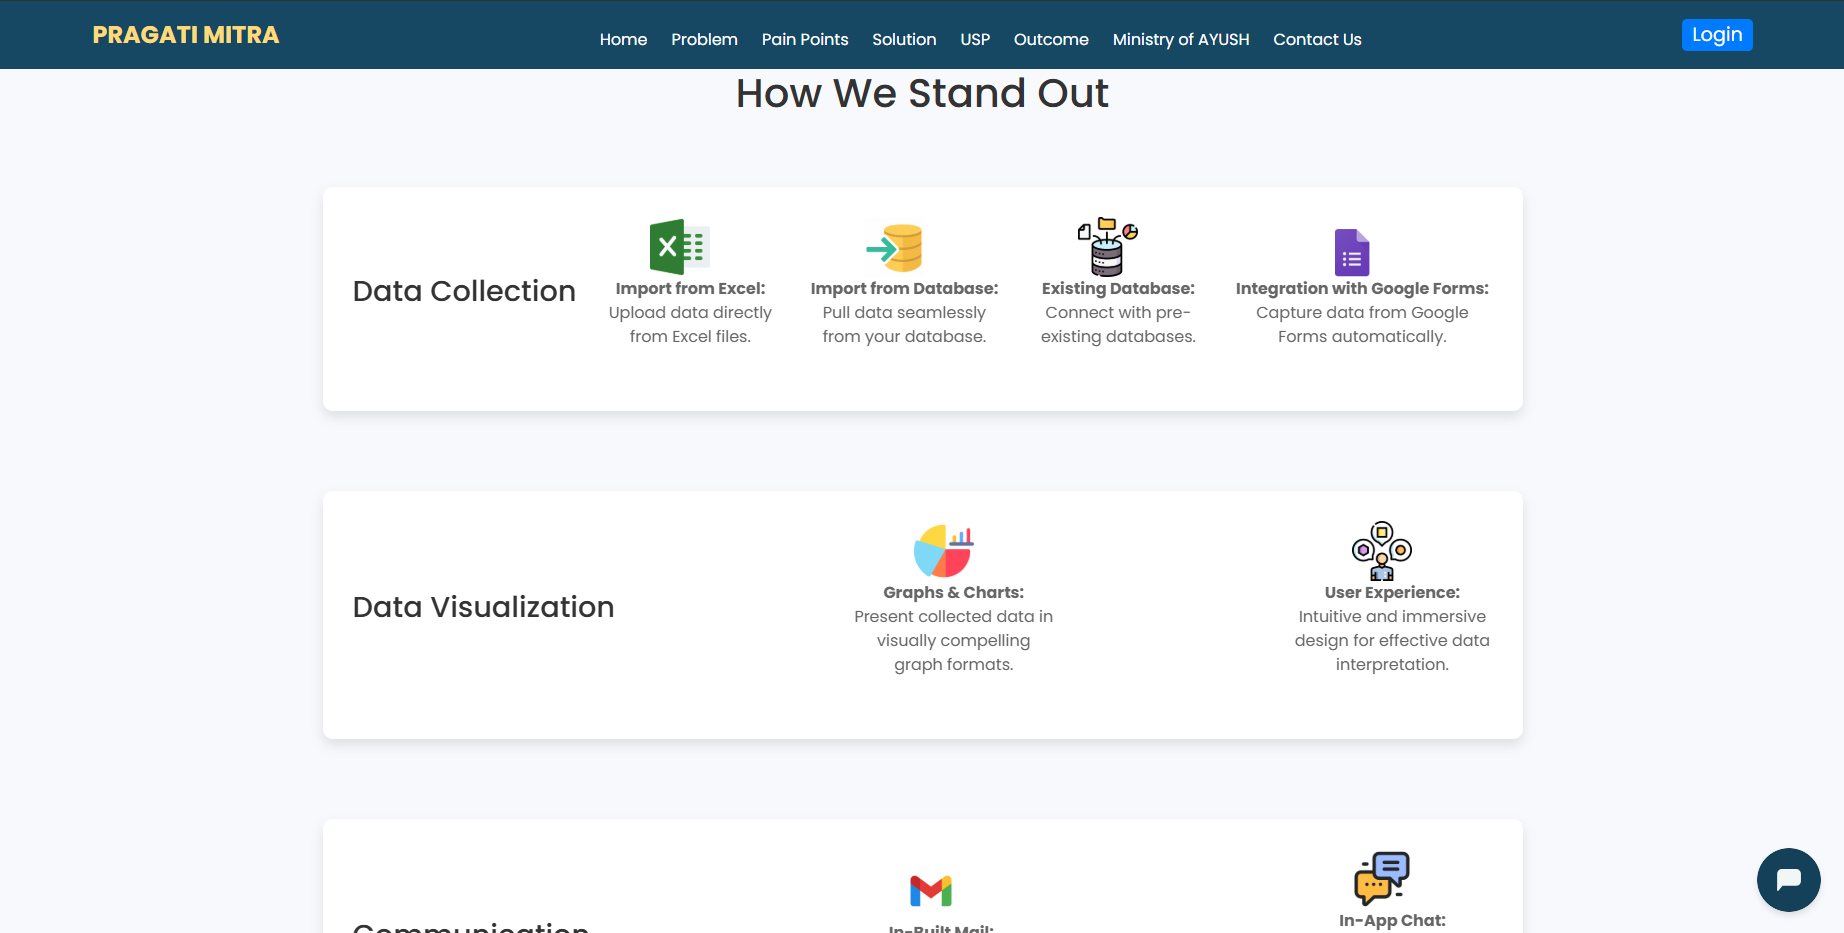 PRAGATI MITRA
Home Problem Pain Points Solution USP Outcome Ministry of AYUSH Contact Us
Login
How We Stand Out
Data Collection
Import from Excel:
Upload data directly
from Excel files.
Import from Database:
Pull data seamlessly
from your database.
Existing Database:
Connect with pre-
existing databases.
Integration with Google Forms:
Capture data from Google
Forms automatically.
Data Visualization
Graphs & Charts:
Present collected data in
visually compelling
graph formats.
User Experience:
Intuitive and immersive
design for effective data
interpretation.
Communication
In-Built Mail:
In-App Chat: